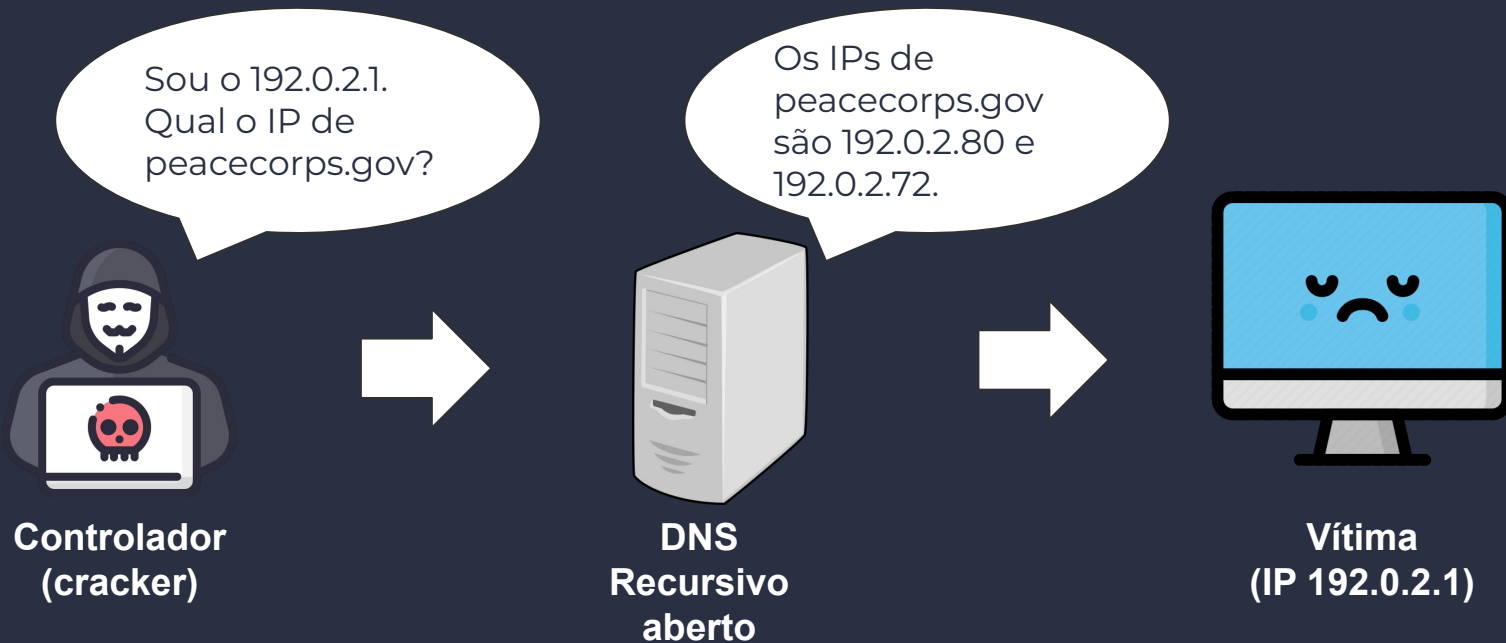 Sou o 192.0.2.1.
Qual o IP de
peacecorps.gov?
Os IPs de
peacecorps.gov
são 192.0.2.80 e
192.0.2.72.
Controlador
(cracker)
DNS
Recursivo
aberto
Vítima
(IP 192.0.2.1)